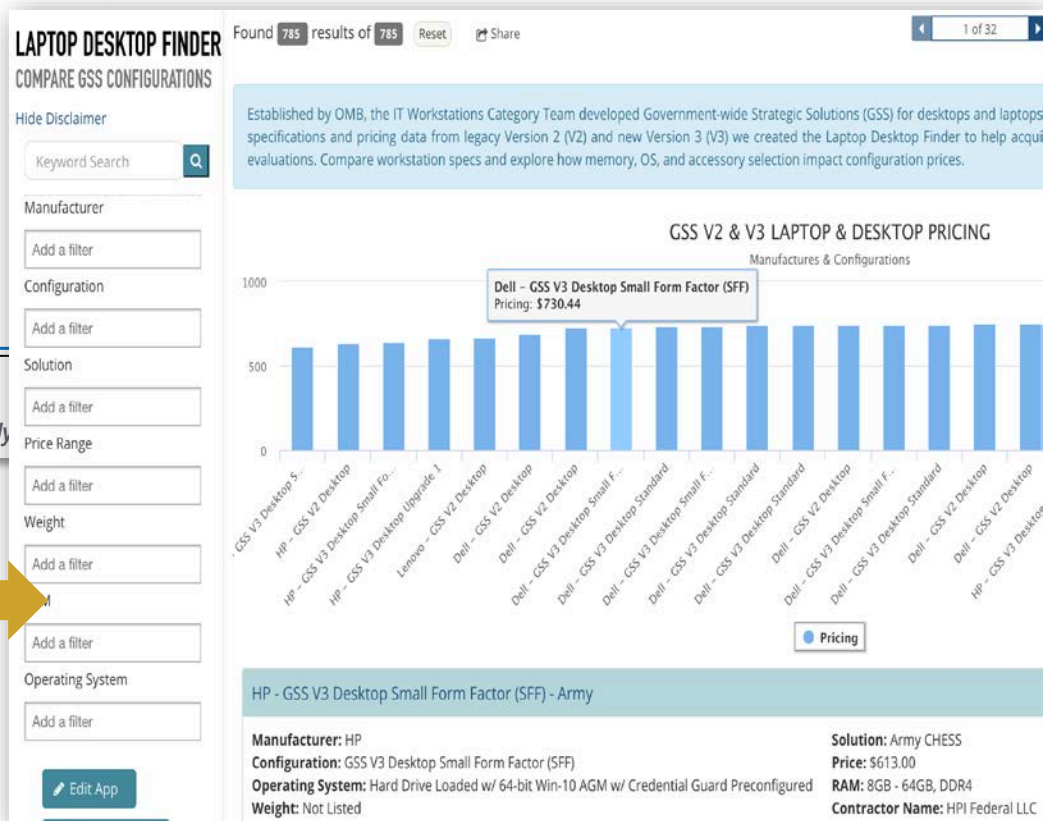 LAPTOP DESKTOP FINDER
COMPARE GSS CONFIGURATIONS
Hide Disclaimer
Keyword Search
Manufacturer
Add a filter
Configuration
Add a filter
Solution
Add a filter
Price Range
Add a filter
Weight
Add a filter
Add a filter
Operating System
Add a filter
Edit App
Found 785 results of 785 Reset Share
1 of 32
Established by OMB, the IT Workstations Category Team developed Government-wide Strategic Solutions (GSS) for desktops and laptops
specifications and pricing data from legacy Version 2 (V2) and new Version 3 (V3) we created the Laptop Desktop Finder to help acqui
evaluations. Compare workstation specs and explore how memory, OS, and accessory selection impact configuration prices.
GSS V2 & V3 LAPTOP & DESKTOP PRICING
Manufactures & Configurations
Dell – GSS V3 Desktop Small Form Factor (SFF)
Pricing: $730.44
1000
500
0
- GSS V3 Desktop S...
HP – GSS V2 Desktop
HP – GSS V3 Desktop Small Fo...
HP – GSS V3 Desktop Upgrade 1
Lenovo – GSS V2 Desktop
Dell – GSS V2 Desktop
Dell – GSS V2 Desktop
Dell – GSS V3 Desktop Small F...
Dell – GSS V3 Desktop Standard
Dell – GSS V3 Desktop Small F...
Dell – GSS V3 Desktop Standard
Dell – GSS V3 Desktop Standard
Dell – GSS V2 Desktop
Dell – GSS V3 Desktop Small F...
Dell – GSS V3 Desktop Standard
Dell – GSS V2 Desktop
Dell – GSS V2 Desktop
HP – GSS V3 Desktop
Pricing
HP - GSS V3 Desktop Small Form Factor (SFF) - Army
Manufacturer: HP
Configuration: GSS V3 Desktop Small Form Factor (SFF)
Operating System: Hard Drive Loaded w/ 64-bit Win-10 AGM w/ Credential Guard Preconfigured
Weight: Not Listed
Solution: Army CHESS
Price: $613.00
RAM: 8GB - 64GB, DDR4
Contractor Name: HPI Federal LLC